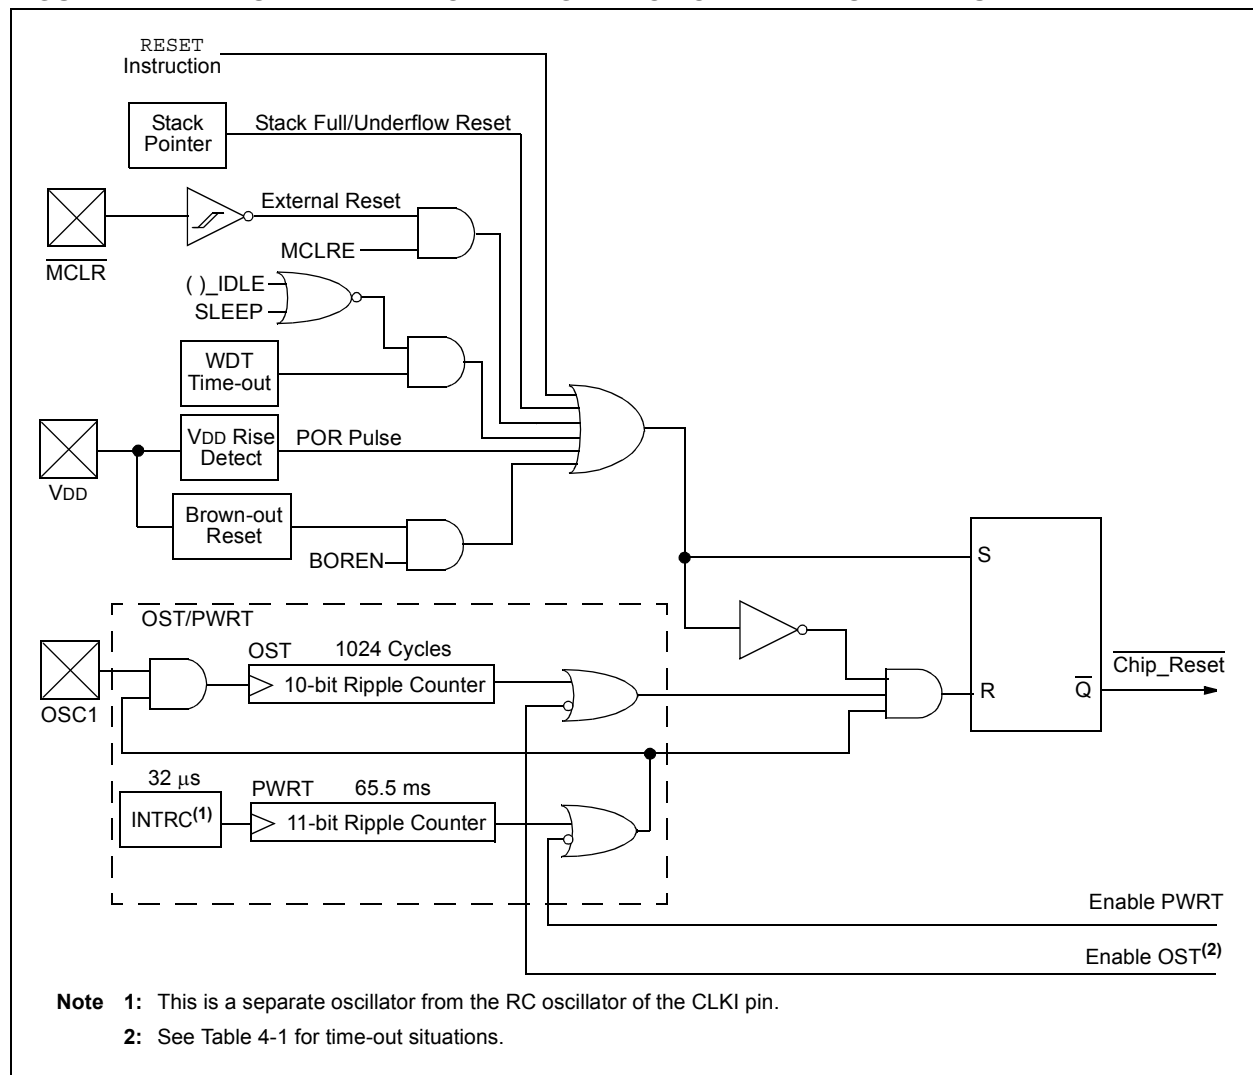 RESET
Instruction
Stack
Pointer
Stack Full/Underflow Reset
External Reset
MCLR
MCLRE
( )_IDLE
SLEEP
WDT
Time-out
VDD Rise
Detect
POR Pulse
VDD
Brown-out
Reset
BOREN
S
OST/PWRT
OST
1024 Cycles
10-bit Ripple Counter
OSC1
Chip_Reset
R
Q
32 μs
PWRT
65.5 ms
INTRC(1)
11-bit Ripple Counter
Enable PWRT
Enable OST(2)
Note 1: This is a separate oscillator from the RC oscillator of the CLKI pin.
2: See Table 4-1 for time-out situations.